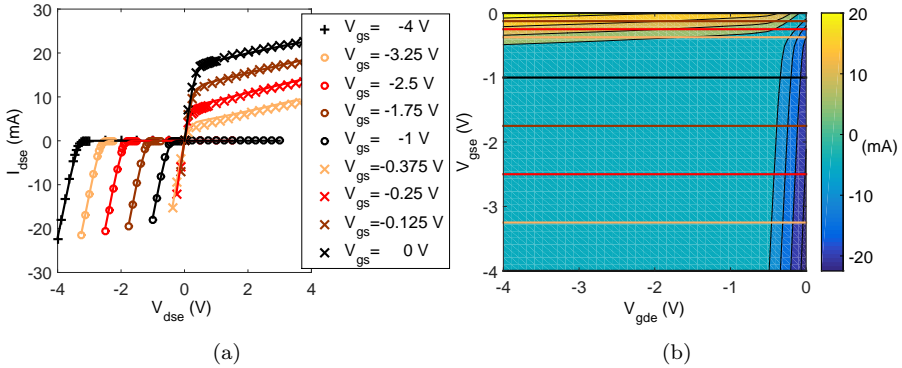 30
20
10
0
-10
-20
30
-4
-2
0
2
4
I_dse (mA)
V_dse (V)
V_gs= -4 V
V_gs= -3.25 V
V_gs= -2.5 V
V_gs= -1.75 V
V_gs= -1 V
V_gs=-0.375 V
V_gs= -0.25 V
V_gs=-0.125 V
V_gs= 0 V
(a)
0
-1
-2
-3
-4
-4
-3
-2
-1
0
V_gse (V)
V_gde (V)
20
10
0
-10
-20
(mA)
(b)